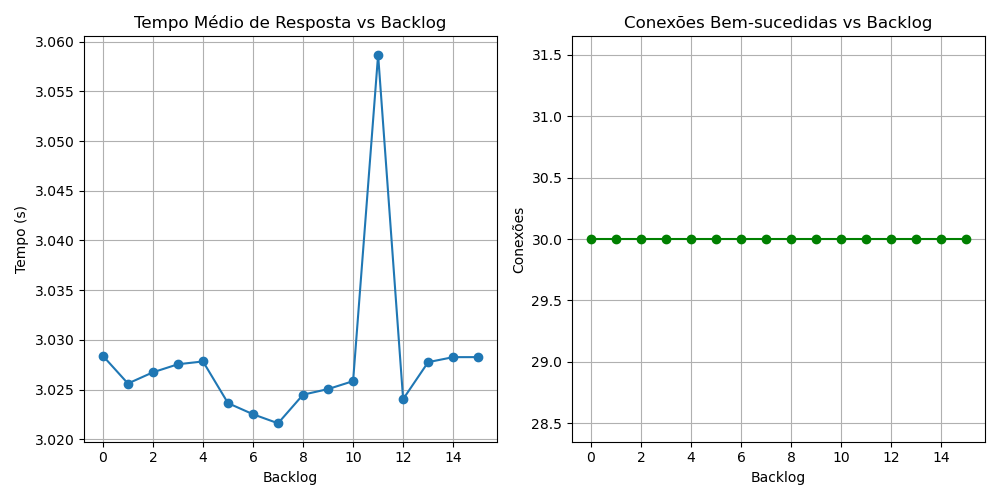 Tempo Médio de Resposta vs Backlog
3.060
3.055
3.050
3.045
3.040
3.035
3.030
3.025
3.020
Tempo (s)
0 2 4 6 8 10 12 14
Backlog
Conexões Bem-sucedidas vs Backlog
31.5
31.0
30.5
30.0
29.5
29.0
28.5
Conexões
0 2 4 6 8 10 12 14
Backlog